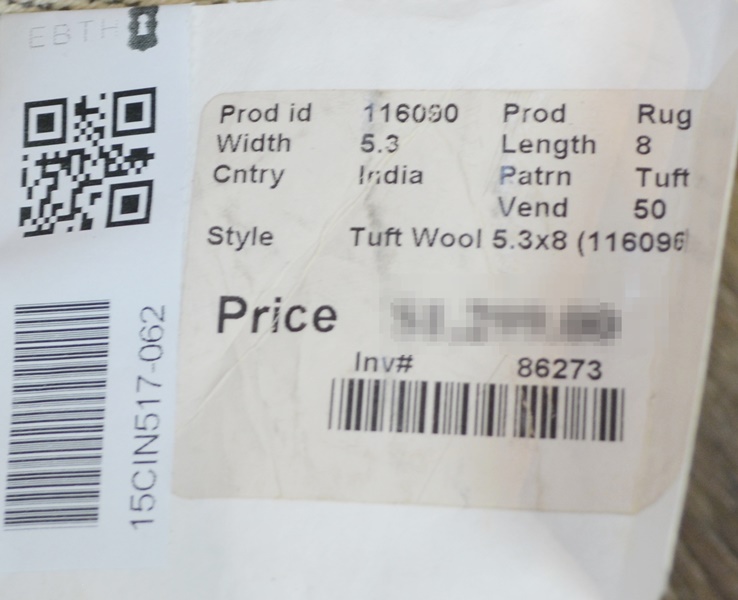 EBTH
15CIN517-062
Prod id 116090 Prod Rug
Width 5.3 Length 8
Cntry India Patrn Tuft
Vend 50
Style Tuft Wool 5.3x8 (116096
Price
Inv# 86273